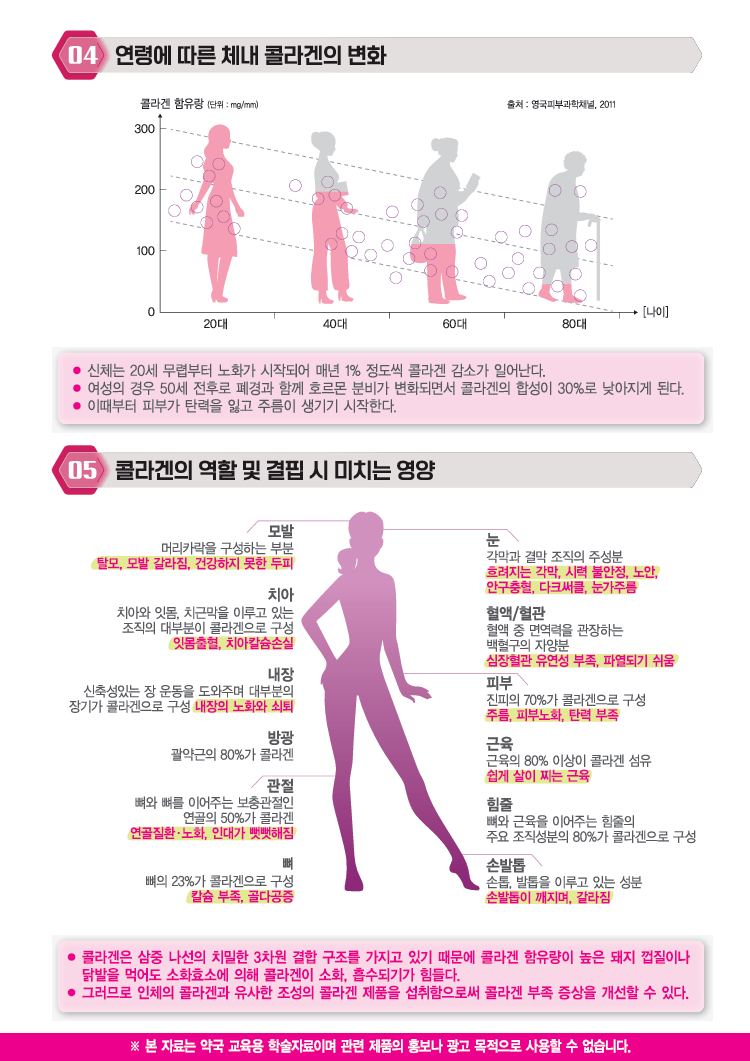 04 연령에 따른 체내 콜라겐의 변화
콜라겐 함유량 (단위 : mg/mm)
출처 : 영국피부과학채널, 2011
300
200
100
0
20대
40대
60대
80대
[나이]
● 신체는 20세 무렵부터 노화가 시작되어 매년 1% 정도씩 콜라겐 감소가 일어난다.
● 여성의 경우 50세 전후로 폐경과 함께 호르몬 분비가 변화되면서 콜라겐의 합성이 30%로 낮아지게 된다.
● 이때부터 피부가 탄력을 잃고 주름이 생기기 시작한다.
05 콜라겐의 역할 및 결핍 시 미치는 영양
모발
머리카락을 구성하는 부분
탈모, 모발 갈라짐, 건강하지 못한 두피
치아
치아와 잇몸, 치근막을 이루고 있는
조직의 대부분이 콜라겐으로 구성
잇몸출혈, 치아칼슘손실
내장
신축성있는 장 운동을 도와주며 대부분의
장기가 콜라겐으로 구성 내장의 노화와 쇠퇴
방광
괄약근의 80%가 콜라겐
관절
뼈와 뼈를 이어주는 보충관절인
연골의 50%가 콜라겐
연골질환·노화, 인대가 뻣뻣해짐
뼈
뼈의 23%가 콜라겐으로 구성
칼슘 부족, 골다공증
눈
각막과 결막 조직의 주성분
흐려지는 각막, 시력 불안정, 노안,
안구충혈, 다크써클, 눈가주름
혈액/혈관
혈액 중 면역력을 관장하는
백혈구의 자양분
심장혈관 유연성 부족, 파열되기 쉬움
피부
진피의 70%가 콜라겐으로 구성
주름, 피부노화, 탄력 부족
근육
근육의 80% 이상이 콜라겐 섬유
쉽게 살이 찌는 근육
힘줄
뼈와 근육을 이어주는 힘줄의
주요 조직성분의 80%가 콜라겐으로 구성
손발톱
손톱, 발톱을 이루고 있는 성분
손발톱이 깨지며, 갈라짐
● 콜라겐은 삼중 나선의 치밀한 3차원 결합 구조를 가지고 있기 때문에 콜라겐 함유량이 높은 돼지 껍질이나
닭발을 먹어도 소화효소에 의해 콜라겐이 소화, 흡수되기가 힘들다.
● 그러므로 인체의 콜라겐과 유사한 조성의 콜라겐 제품을 섭취함으로써 콜라겐 부족 증상을 개선할 수 있다.
※ 본 자료는 약국 교육용 학술자료이며 관련 제품의 홍보나 광고 목적으로 사용할 수 없습니다.